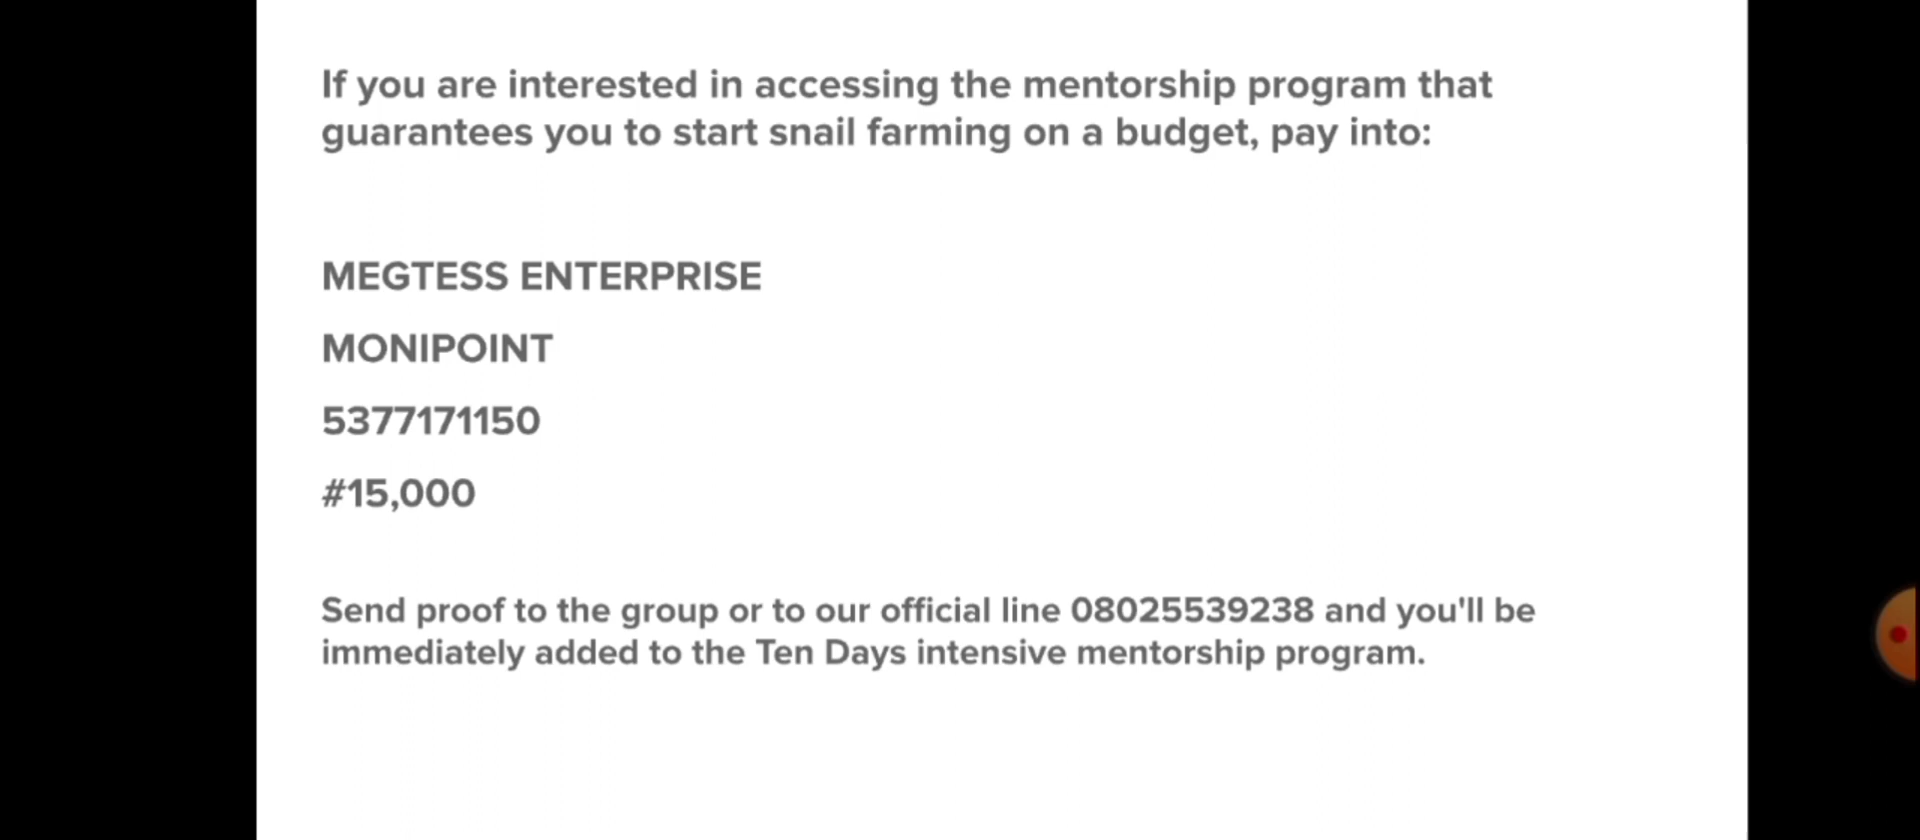 If you are interested in accessing the mentorship program that
guarantees you to start snail farming on a budget, pay into:
MEGTESS ENTERPRISE
MONIPOINT
5377171150
#15,000
Send proof to the group or to our official line 08025539238 and you'll be
immediately added to the Ten Days intensive mentorship program.